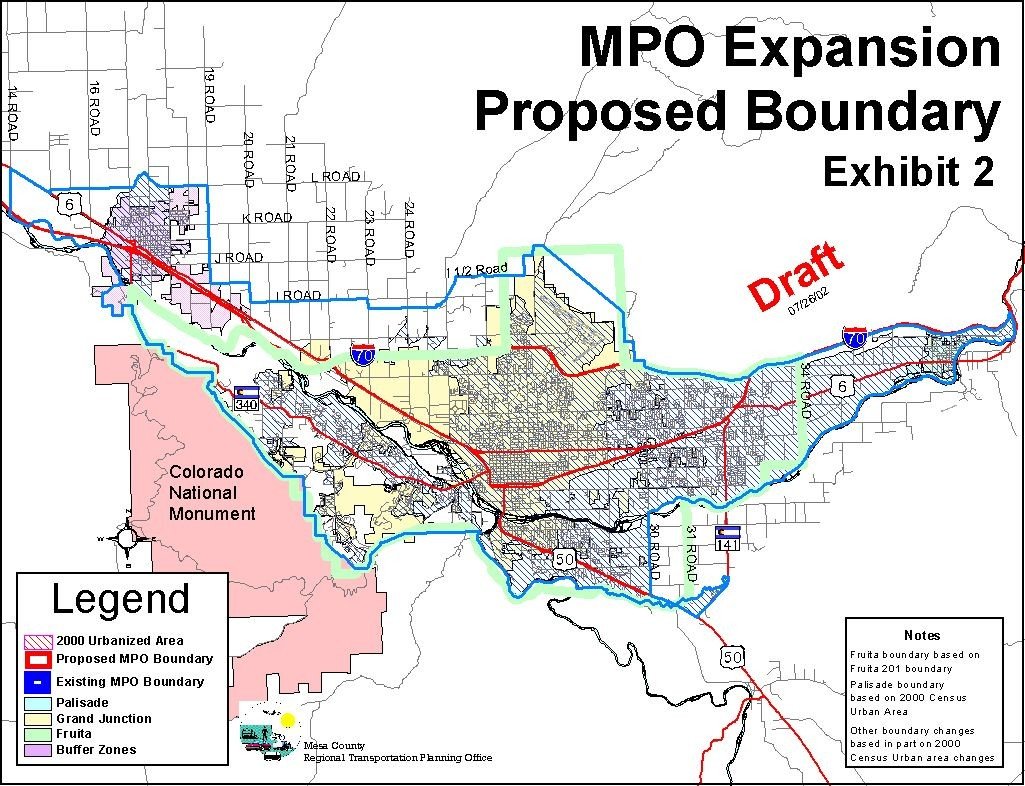 MPO Expansion
Proposed Boundary
Exhibit 2
Draft
07/26/02
14 ROAD
16 ROAD
19 ROAD
20 ROAD
21 ROAD
L ROAD
K ROAD
22 ROAD
23 ROAD
24 ROAD
J ROAD
I 1/2 Road
I ROAD
6
70
70
6
340
Colorado
National
Monument
30 ROAD
31 ROAD
141
50
50
N
W
E
S
Legend
2000 Urbanized Area
Proposed MPO Boundary
Existing MPO Boundary
Palisade
Grand Junction
Fruita
Buffer Zones
Mesa County
Regional Transportation Planning Office
Notes
Fruita boundary based on
Fruita 201 boundary
Palisade boundary
based on 2000 Census
Urban Area
Other boundary changes
based in part on 2000
Census Urban area changes